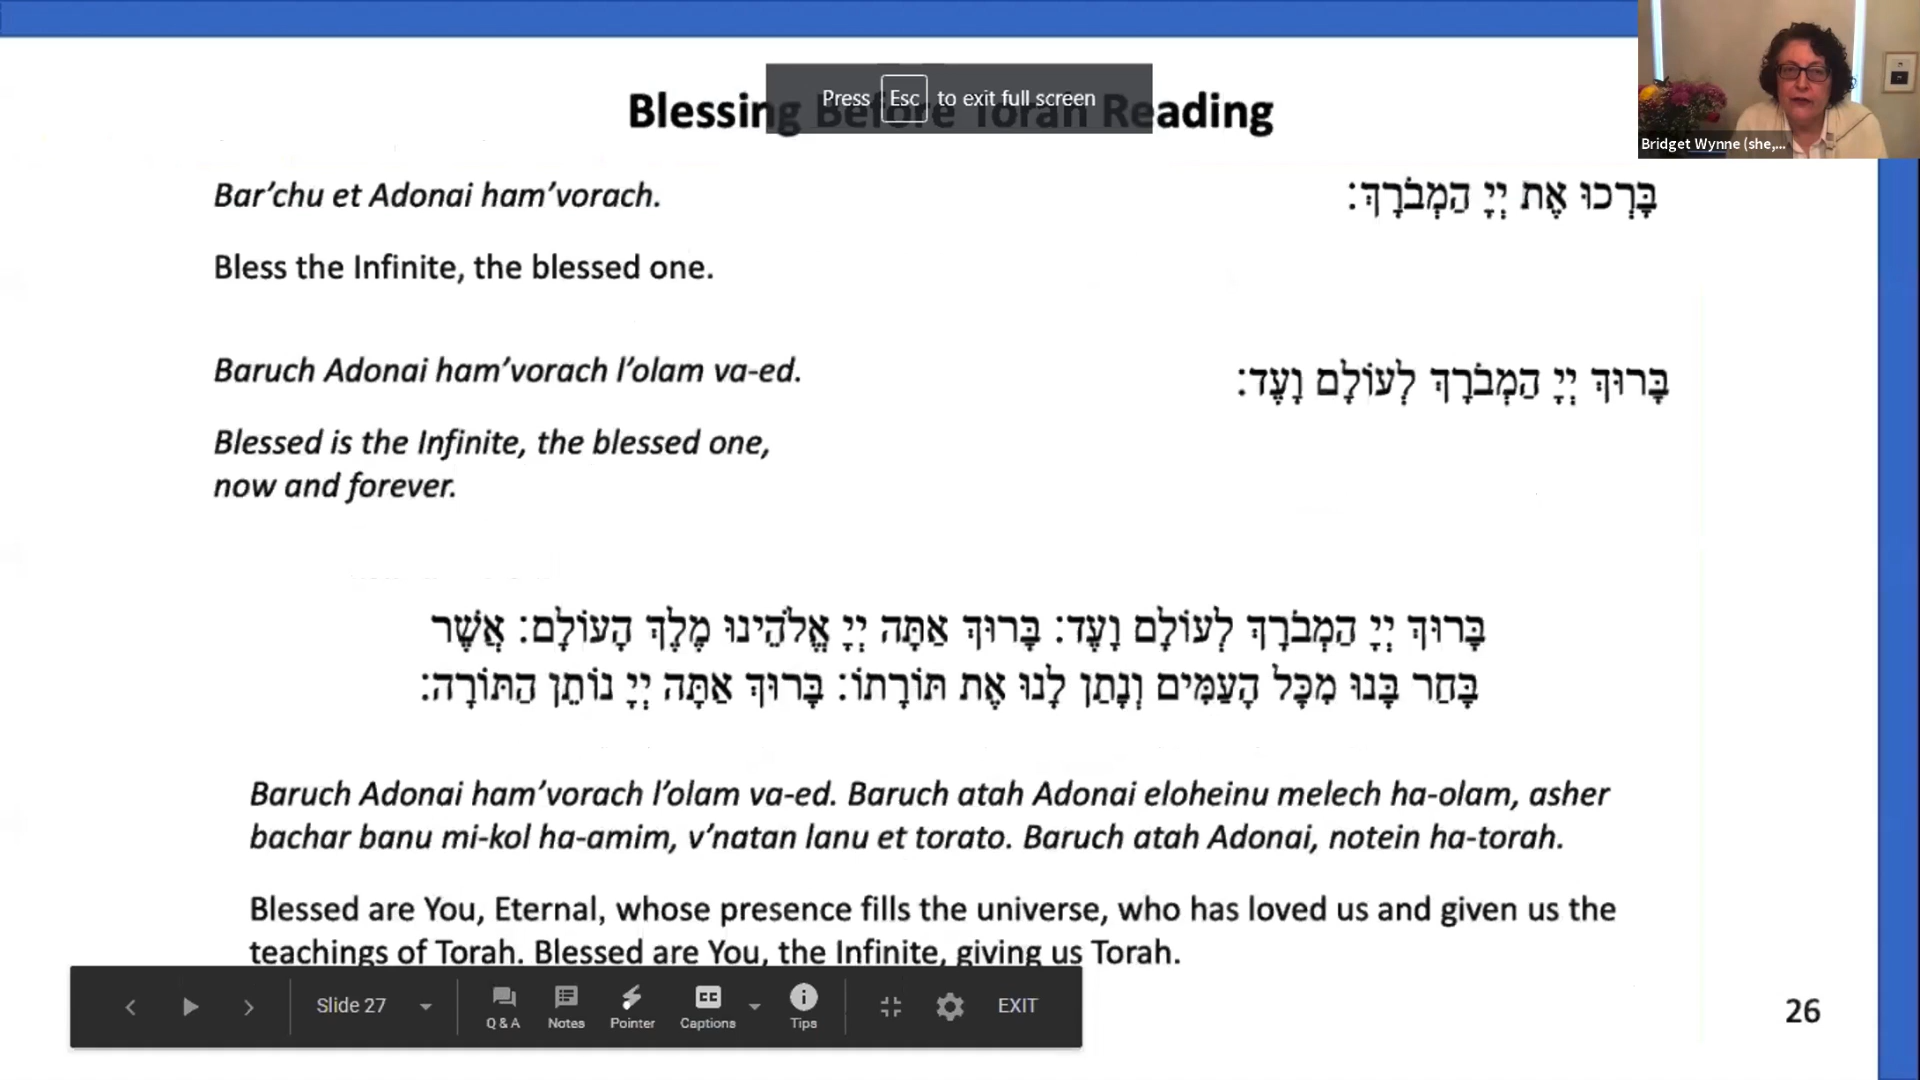 Blessing Before Torah Reading
Press Esc to exit full screen
Bridget Wynne (she,...
Bar’chu et Adonai ham’vorach.
בָּרְכוּ אֶת יְיָ הַמְבֹרָךְ:
Bless the Infinite, the blessed one.
Baruch Adonai ham’vorach l’olam va-ed.
בָּרוּךְ יְיָ הַמְבֹרָךְ לְעוֹלָם וָעֶד:
Blessed is the Infinite, the blessed one,
now and forever.
בָּרוּךְ יְיָ הַמְבֹרָךְ לְעוֹלָם וָעֶד: בָּרוּךְ אַתָּה יְיָ אֱלֹהֵינוּ מֶלֶךְ הָעוֹלָם: אֲשֶׁר
בָּחַר בָּנוּ מִכָּל הָעַמִּים וְנָתַן לָנוּ אֶת תּוֹרָתוֹ: בָּרוּךְ אַתָּה יְיָ נוֹתֵן הַתּוֹרָה:
Baruch Adonai ham’vorach l’olam va-ed. Baruch atah Adonai eloheinu melech ha-olam, asher
bachar banu mi-kol ha-amim, v’natan lanu et torato. Baruch atah Adonai, notein ha-torah.
Blessed are You, Eternal, whose presence fills the universe, who has loved us and given us the
teachings of Torah. Blessed are You, the Infinite, giving us Torah.
Slide 27
Q & A
Notes
Pointer
CC
Captions
Tips
EXIT
26